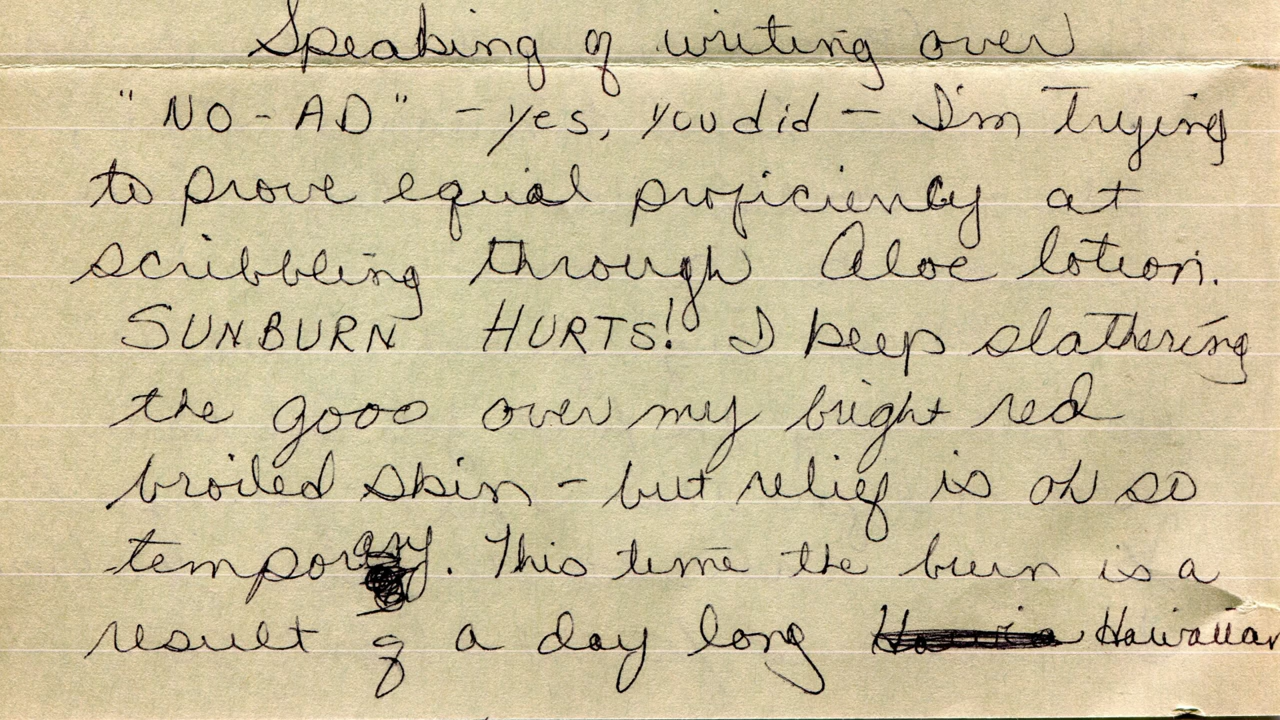 Speaking of writing over
"NO-AD" - yes, you did - I'm trying
to prove equal proficiency at
scribbling through Aloe lotion.
SUNBURN HURTS! I keep slathering
the gooo over my bright red
broiled skin - but relief is oh so
temporary. This time the burn is a
result of a day long Hawaiian